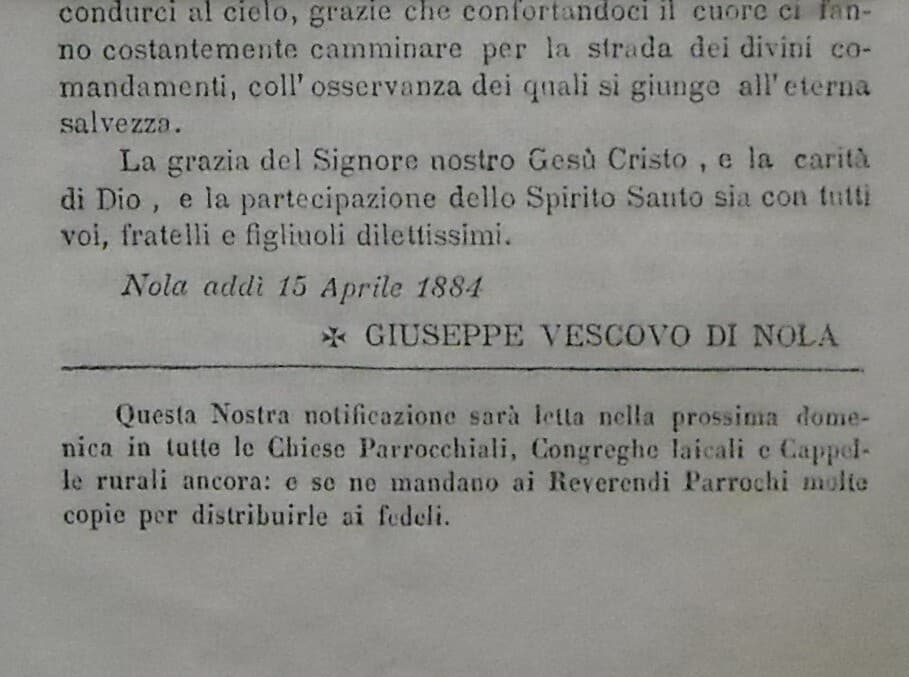 condurci al cielo, grazie che confortandoci il cuore ci fan-
no costantemente camminare per la strada dei divini co-
mandamenti, coll' osservanza dei quali si giunge all' eterna
salvezza.
La grazia del Signore nostro Gesù Cristo , e la carità
di Dio , e la partecipazione dello Spirito Santo sia con tutti
voi, fratelli e figliuoli dilettissimi.
Nola addì 15 Aprile 1884
✠ GIUSEPPE VESCOVO DI NOLA
Questa Nostra notificazione sarà letta nella prossima dome-
nica in tutte le Chiese Parrocchiali, Congreghe laicali e Cappel-
le rurali ancora: e se ne mandano ai Reverendi Parrochi molte
copie per distribuirle ai fedeli.